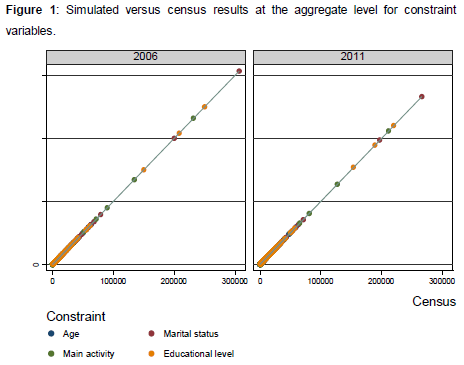 Figure 1: Simulated versus census results at the aggregate level for constraint
variables.
2006 2011
0
0 100000 200000 300000 0 100000 200000 300000
Census
Constraint
Age Marital status
Main activity Educational level